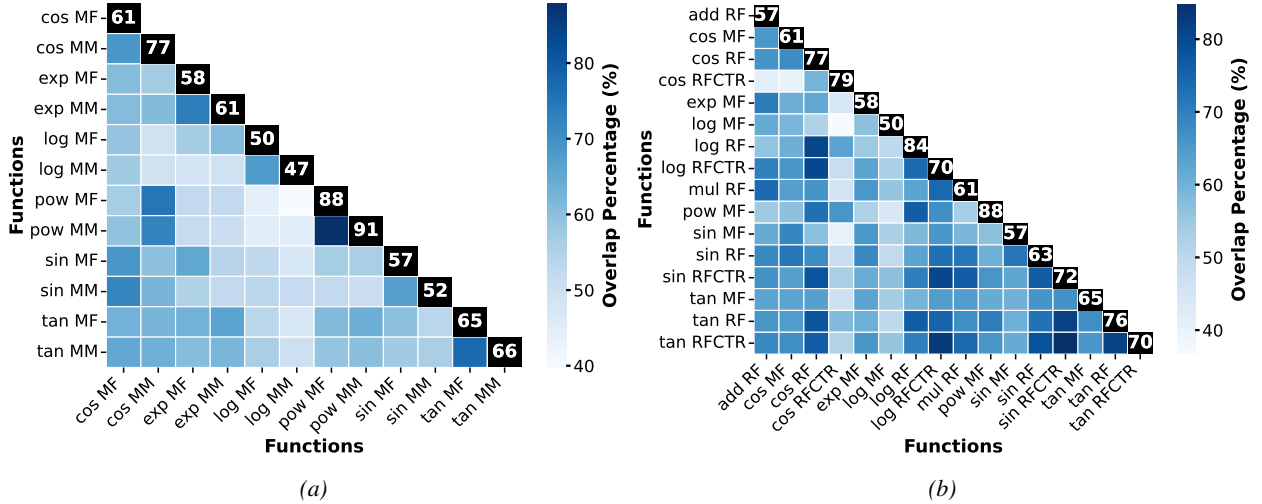 cos MF
cos MM
exp MF
exp MM
log MF
log MM
pow MF
pow MM
sin MF
sin MM
tan MF
tan MM
Functions
61
77
58
61
50
47
88
91
57
52
65
66
cos MF
cos MM
exp MF
exp MM
log MF
log MM
pow MF
pow MM
sin MF
sin MM
tan MF
tan MM
Functions
80
70
60
50
40
Overlap Percentage (%)
(a)
add RF
cos MF
cos RF
cos RFCTR
exp MF
log MF
log RF
log RFCTR
mul RF
pow MF
sin MF
sin RF
sin RFCTR
tan MF
tan RF
tan RFCTR
Functions
57
61
77
79
58
50
84
70
61
88
57
63
72
65
76
70
add RF
cos MF
cos RF
cos RFCTR
exp MF
log MF
log RF
log RFCTR
mul RF
pow MF
sin MF
sin RF
sin RFCTR
tan MF
tan RF
tan RFCTR
Functions
80
70
60
50
40
Overlap Percentage (%)
(b)